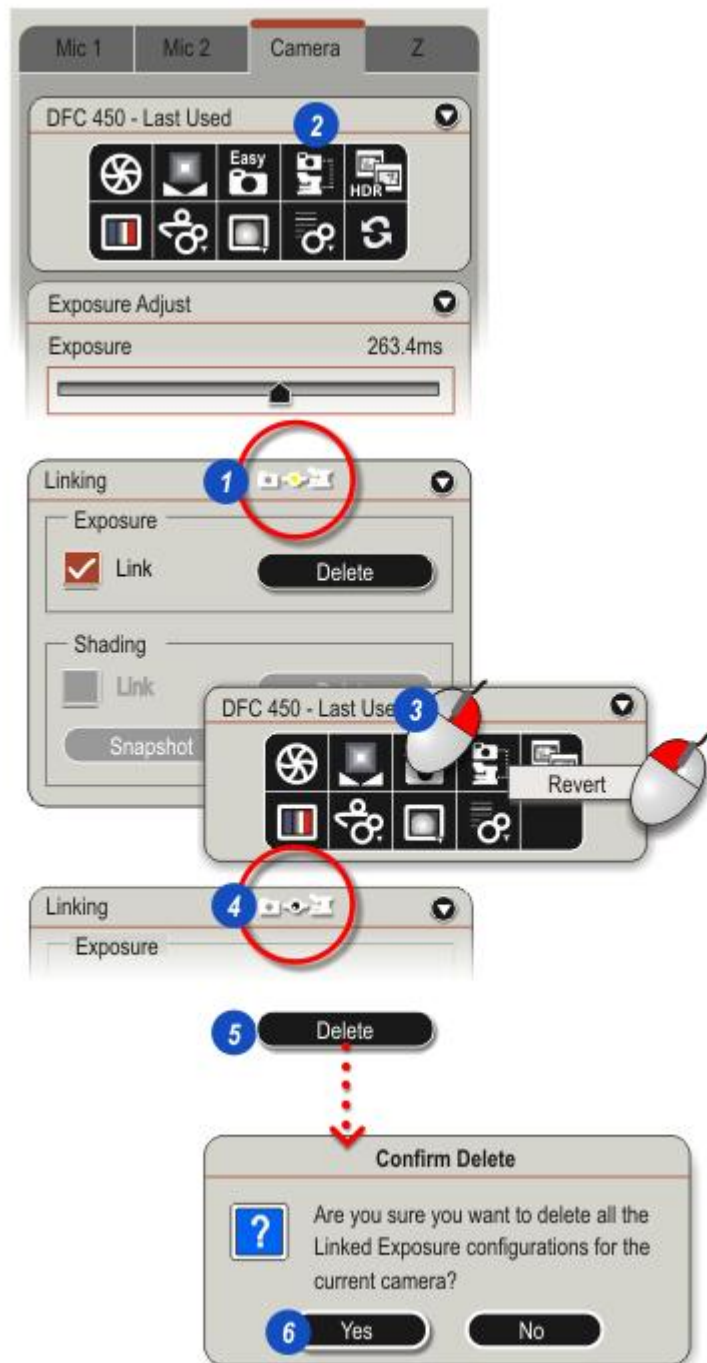 Mic 1 Mic 2 Camera Z
DFC 450 - Last Used
2
Easy
HDR
Exposure Adjust
Exposure 263.4ms
Linking
1
Exposure
Link Delete
Shading
Link
Snapshot
DFC 450 - Last Use
3
Revert
Linking
4
Exposure
5 Delete
Confirm Delete
?
Are you sure you want to delete all the
Linked Exposure configurations for the
current camera?
6 Yes No